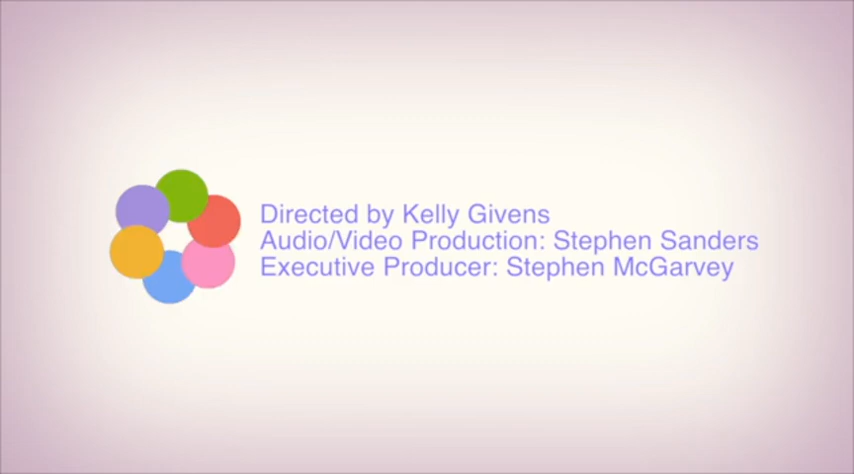 Directed by Kelly Givens
Audio/Video Production: Stephen Sanders
Executive Producer: Stephen McGarvey